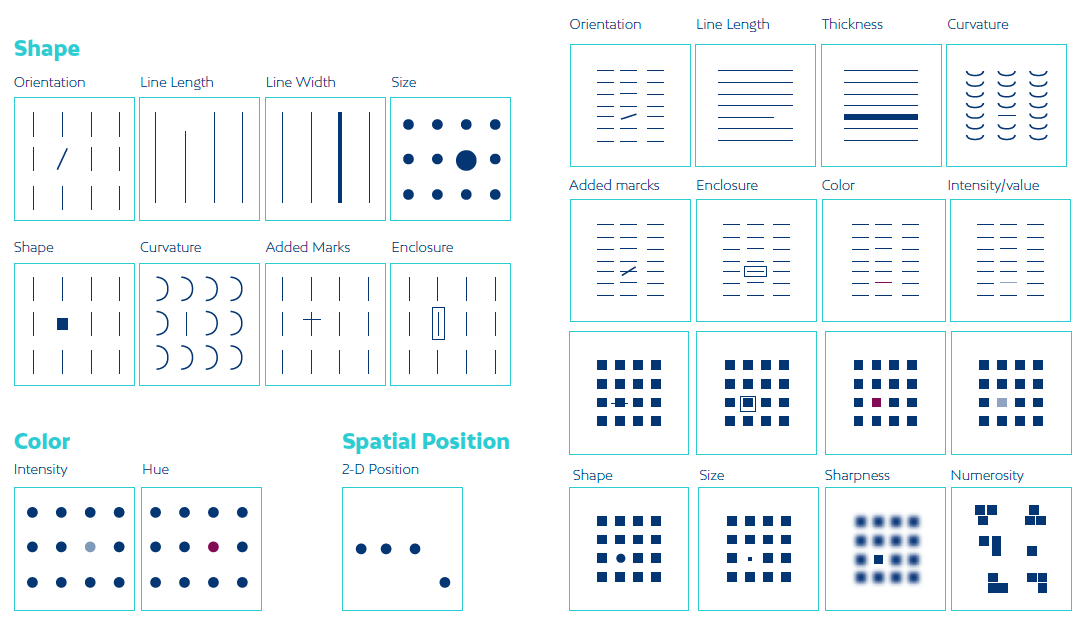 Shape
Orientation
Line Length
Line Width
Size
Shape
Curvature
Added Marks
Enclosure
Color
Intensity
Hue
Spatial Position
2-D Position
Orientation
Line Length
Thickness
Curvature
Added marcks
Enclosure
Color
Intensity/value
Shape
Size
Sharpness
Numerosity